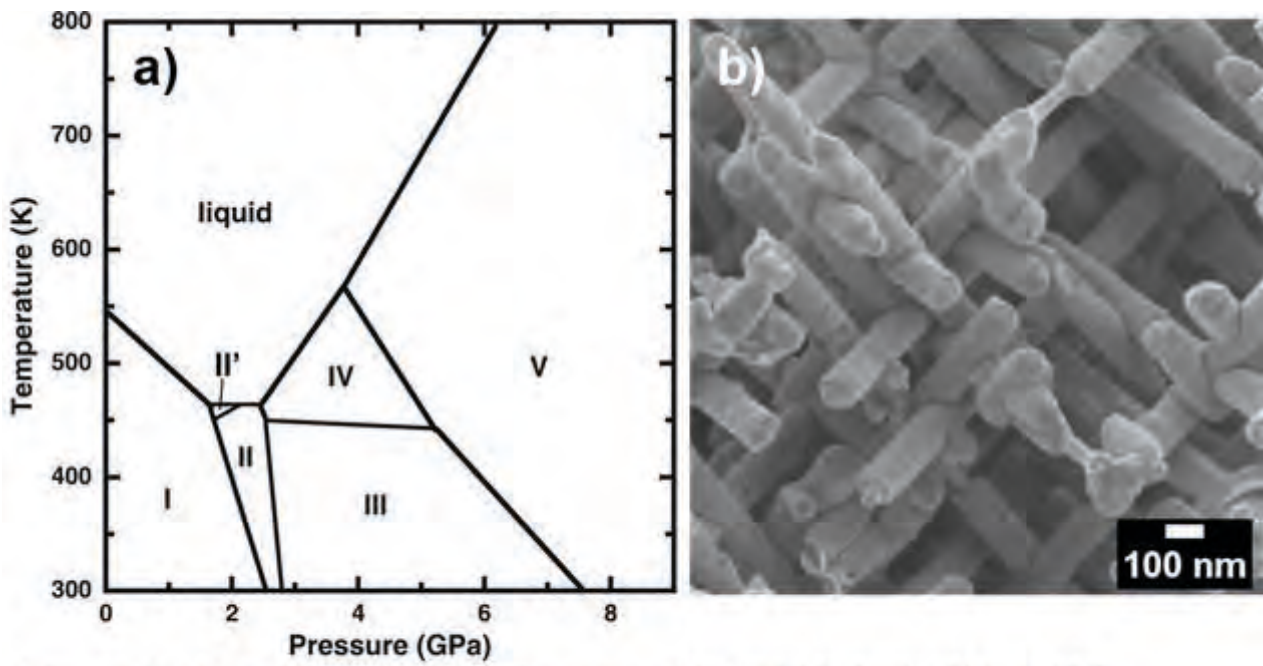 a)
800
700
600
500
400
300
Temperature (K)
liquid
II'
IV
V
II
I
III
0 2 4 6 8
Pressure (GPa)
b)
100 nm